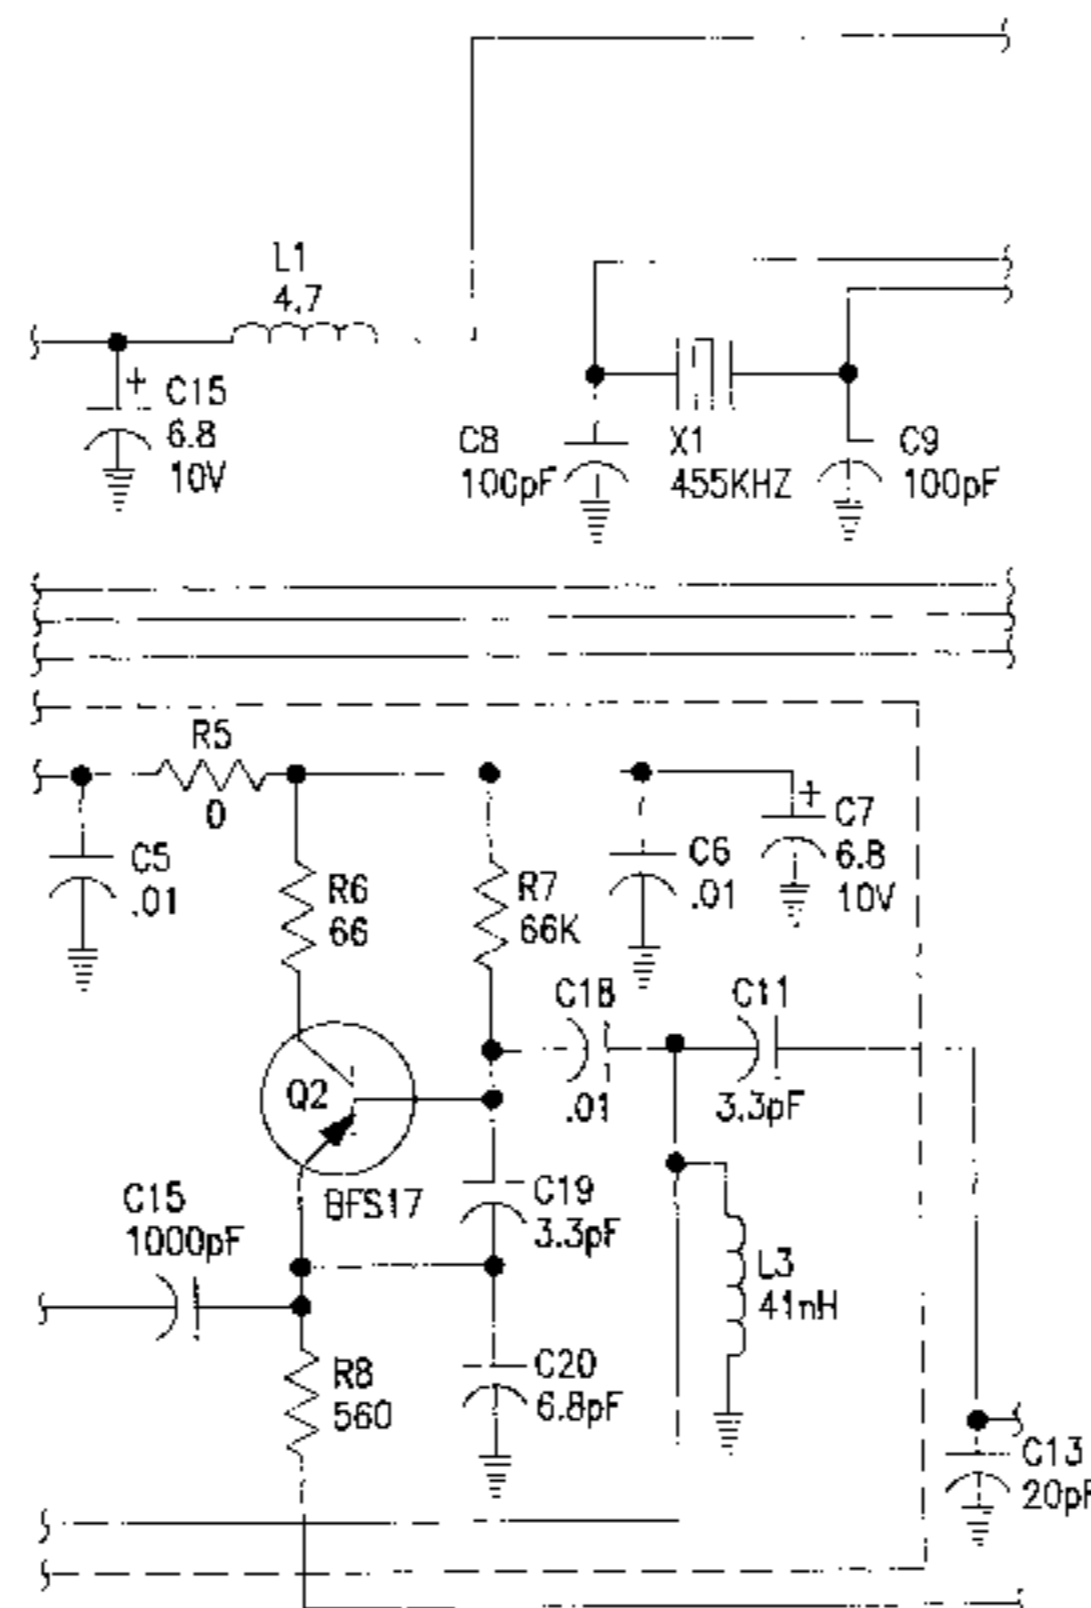 L1
4.7
+
C15
6.8
10V
C8
100pF
X1
455KHZ
C9
100pF
R5
0
C5
.01
R6
66
R7
66K
C6
.01
+
C7
6.8
10V
C18
.01
C11
3.3pF
Q2
BFS17
C15
1000pF
C19
3.3pF
L3
41nH
R8
560
C20
6.8pF
C13
20pF